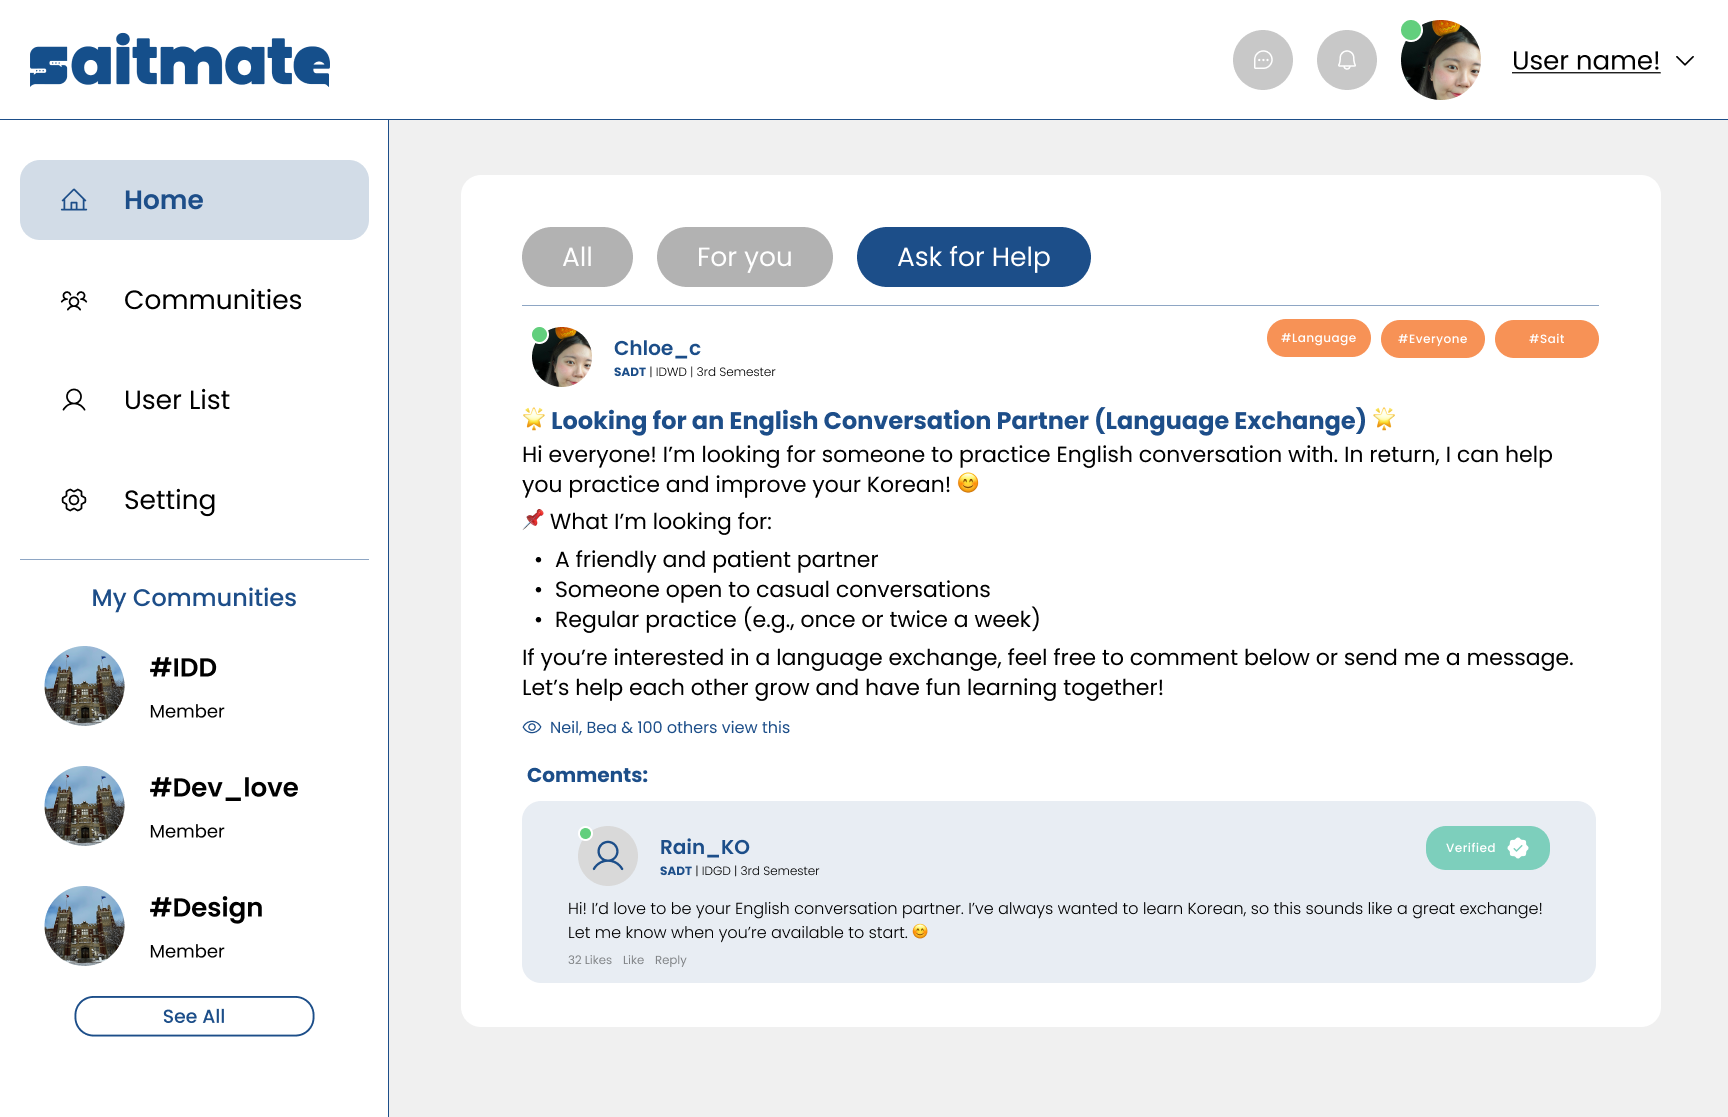 saitmate
User name!
Home
Communities
User List
Setting
My Communities
#IDD
Member
#Dev_love
Member
#Design
Member
See All
All
For you
Ask for Help
Chloe_c
SADT | IDWD | 3rd Semester
#Language
#Everyone
#Sait
🌟 Looking for an English Conversation Partner (Language Exchange) 🌟
Hi everyone! I’m looking for someone to practice English conversation with. In return, I can help
you practice and improve your Korean! 😊
📌 What I’m looking for:
• A friendly and patient partner
• Someone open to casual conversations
• Regular practice (e.g., once or twice a week)
If you’re interested in a language exchange, feel free to comment below or send me a message.
Let’s help each other grow and have fun learning together!
Neil, Bea & 100 others view this
Comments:
Rain_KO
SADT | IDGD | 3rd Semester
Verified
Hi! I’d love to be your English conversation partner. I’ve always wanted to learn Korean, so this sounds like a great exchange!
Let me know when you’re available to start. 😊
32 Likes Like Reply